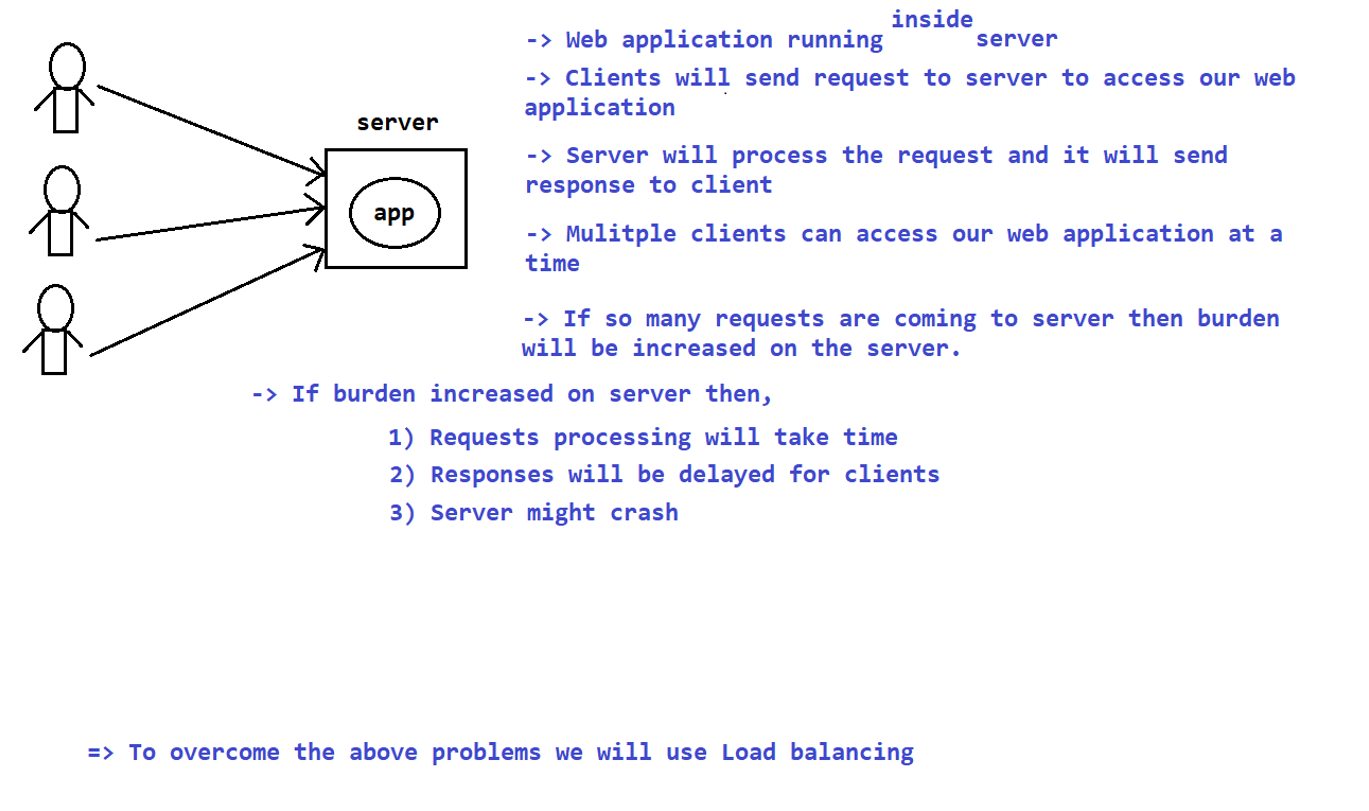 -> Web application running inside server
-> Clients will send request to server to access our web
application
server
-> Server will process the request and it will send
response to client
app
-> Mulitple clients can access our web application at a
time
-> If so many requests are coming to server then burden
will be increased on the server.
-> If burden increased on server then,
1) Requests processing will take time
2) Responses will be delayed for clients
3) Server might crash
=> To overcome the above problems we will use Load balancing